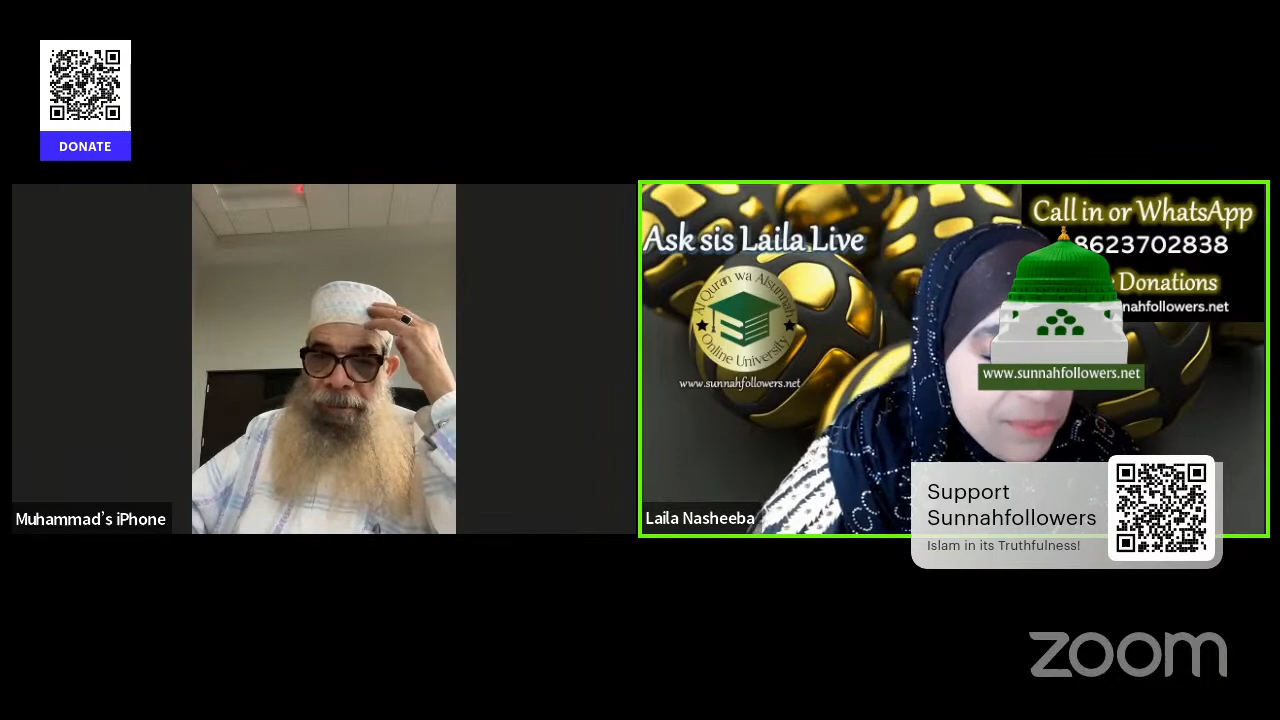 DONATE
Ask sis Laila Live
Al Quran wa Alsunnah
Online University
www.sunnahfollowers.net
Muhammad's iPhone
Call in or WhatsApp
8623702838
Donations
nahfollowers.net
www.sunnahfollowers.net
Laila Nasheeba
Support
Sunnahfollowers
Islam in its Truthfulness!
zoom